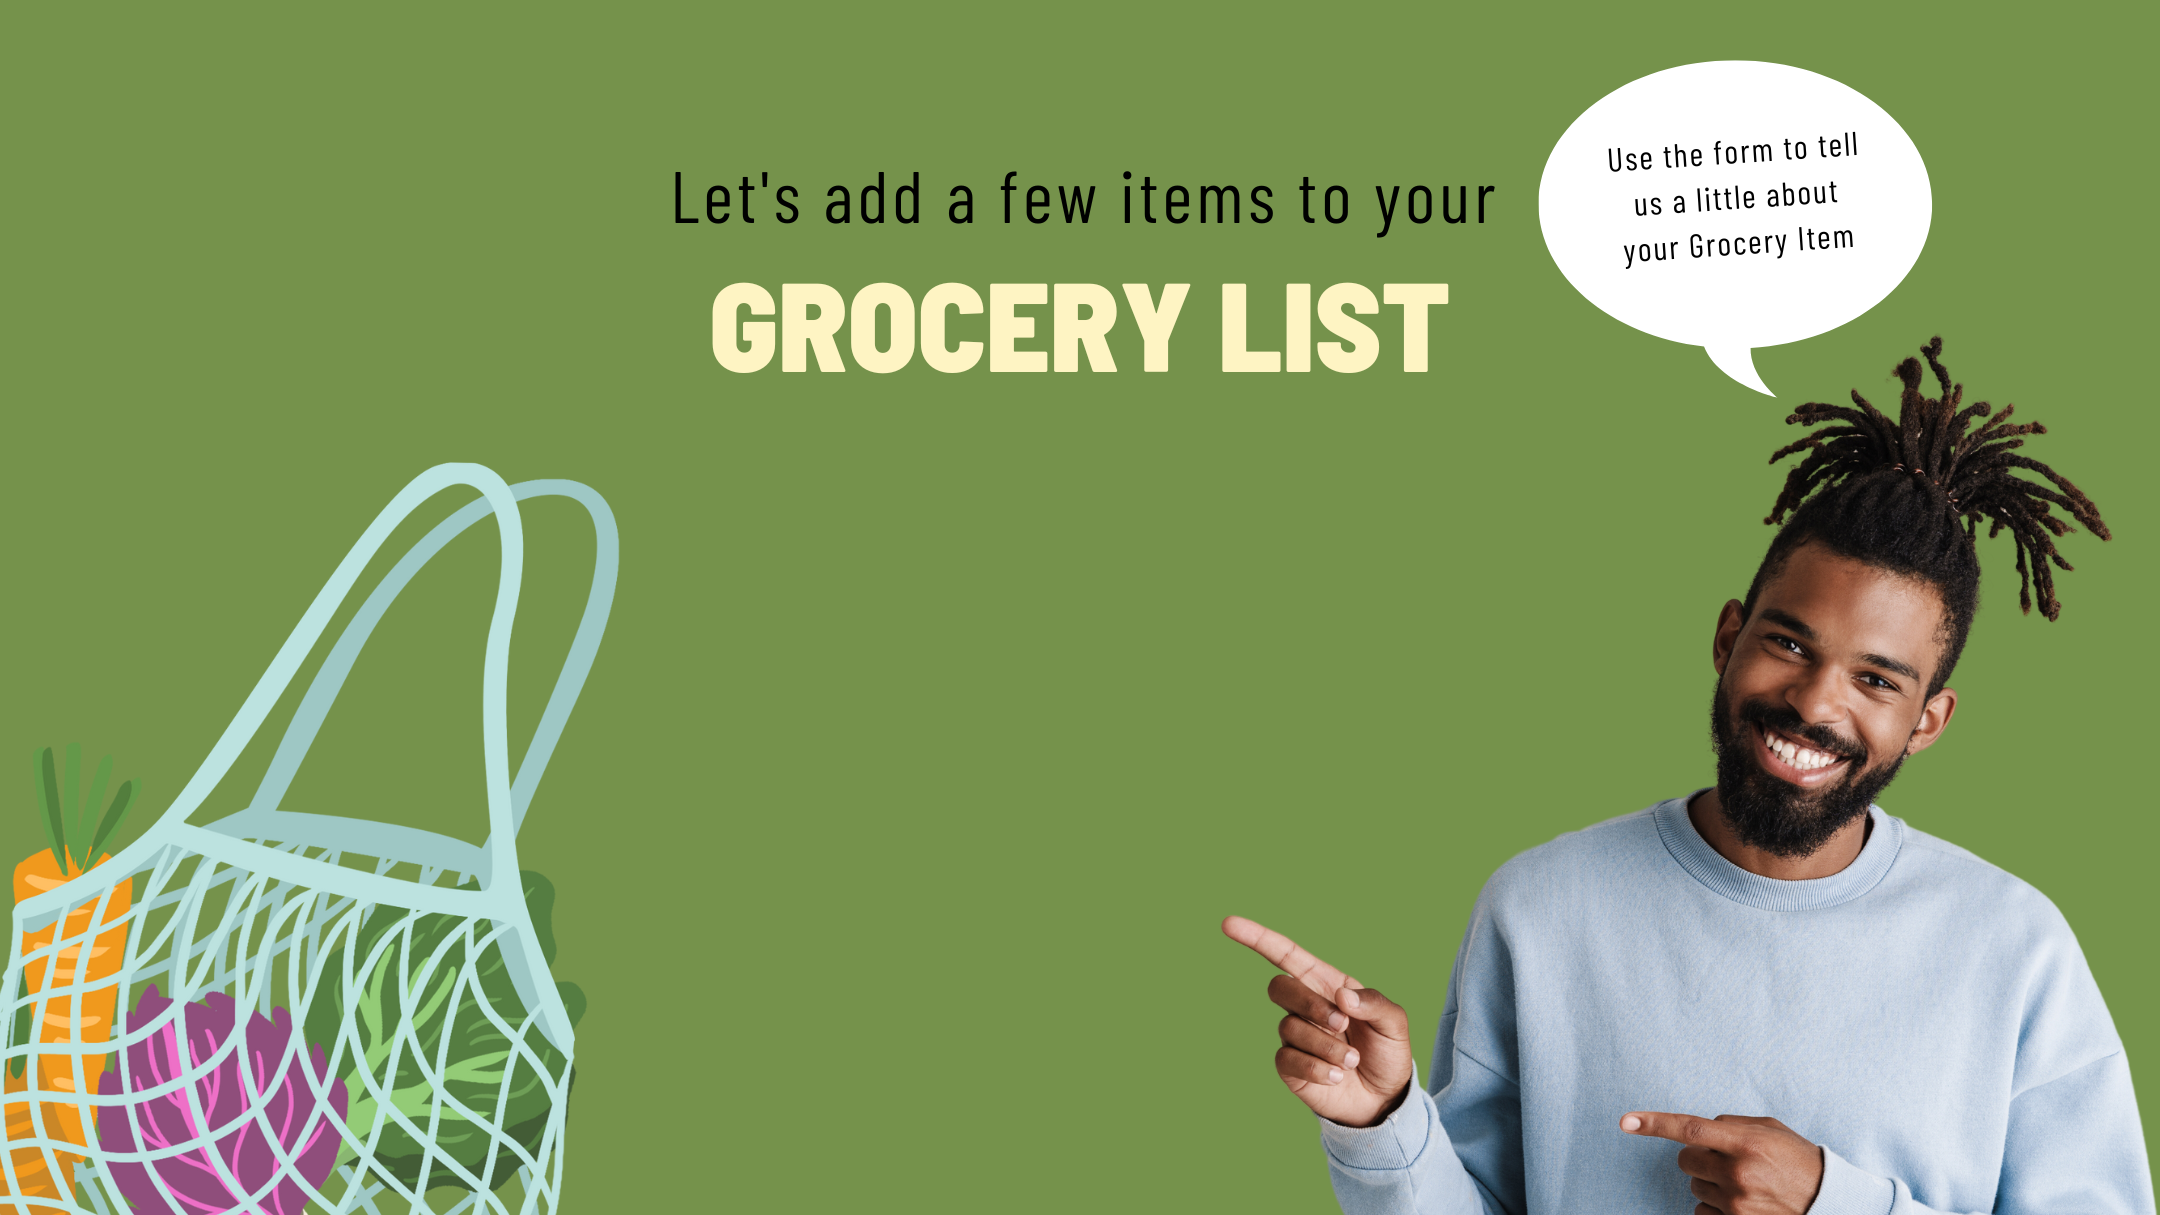 Let's add a few items to your
GROCERY LIST
Use the form to tell
us a little about
your Grocery Item